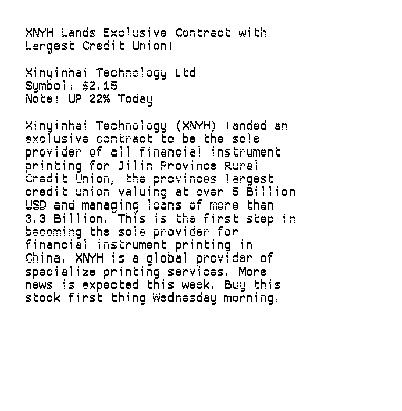 XNYH Lands Exclusive Contract with
Largest Credit Union!
Xinyinhai Technology Ltd
Symbol: $2.15
Note: UP 22% Today
Xinyinhai Technology (XNYH) landed an
exclusive contract to be the sole
provider of all financial instrument
printing for Jilin Province Rural
Credit Union, the provinces largest
credit union valuing at over 5 Billion
USD and managing loans of more than
3.3 Billion. This is the first step in
becoming the sole provider for
financial instrument printing in
China. XNYH is a global provider of
specialize printing services. More
news is expected this week. Buy this
stock first thing Wednesday morning.